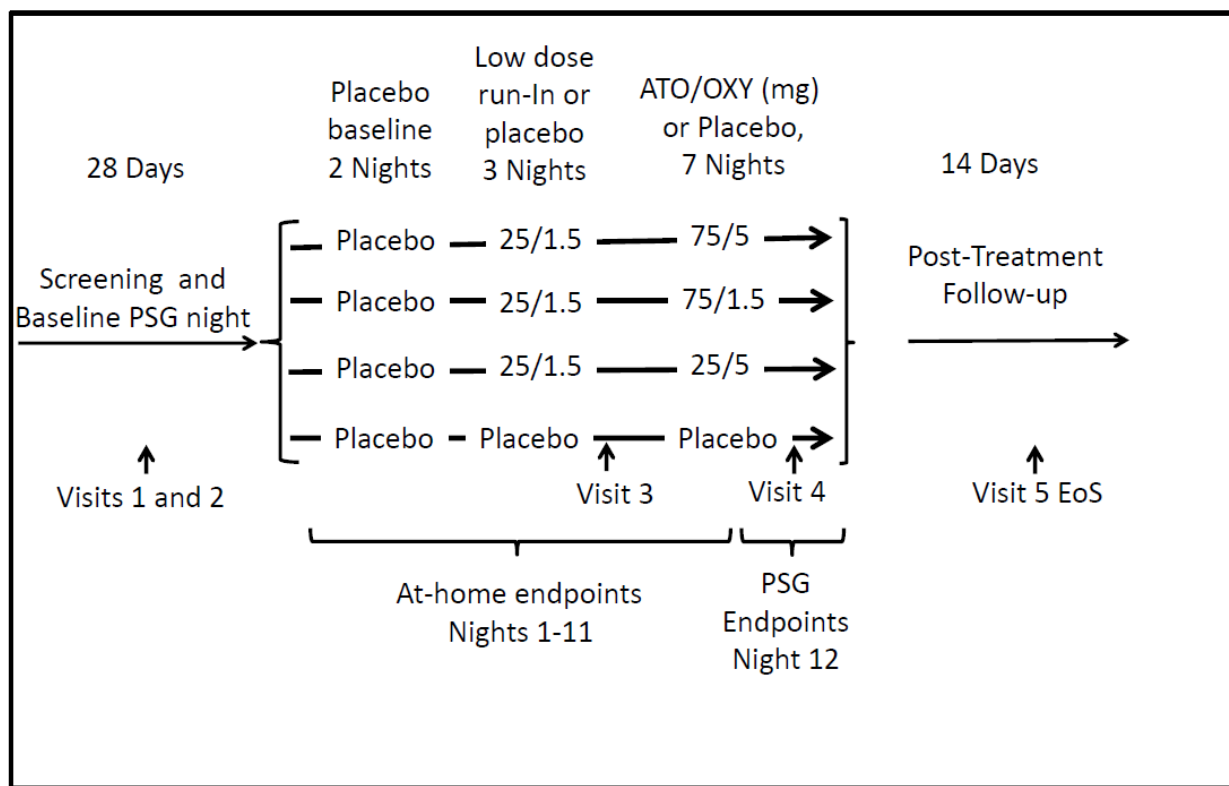 28 Days
Placebo
baseline
2 Nights
Low dose
run-In or
placebo
3 Nights
ATO/OXY (mg)
or Placebo,
7 Nights
14 Days
Screening and
Baseline PSG night
Placebo 25/1.5 75/5
Placebo 25/1.5 75/1.5
Placebo 25/1.5 25/5
Placebo Placebo Placebo
Post-Treatment
Follow-up
Visits 1 and 2
Visit 3
Visit 4
Visit 5 EoS
At-home endpoints
Nights 1-11
PSG
Endpoints
Night 12